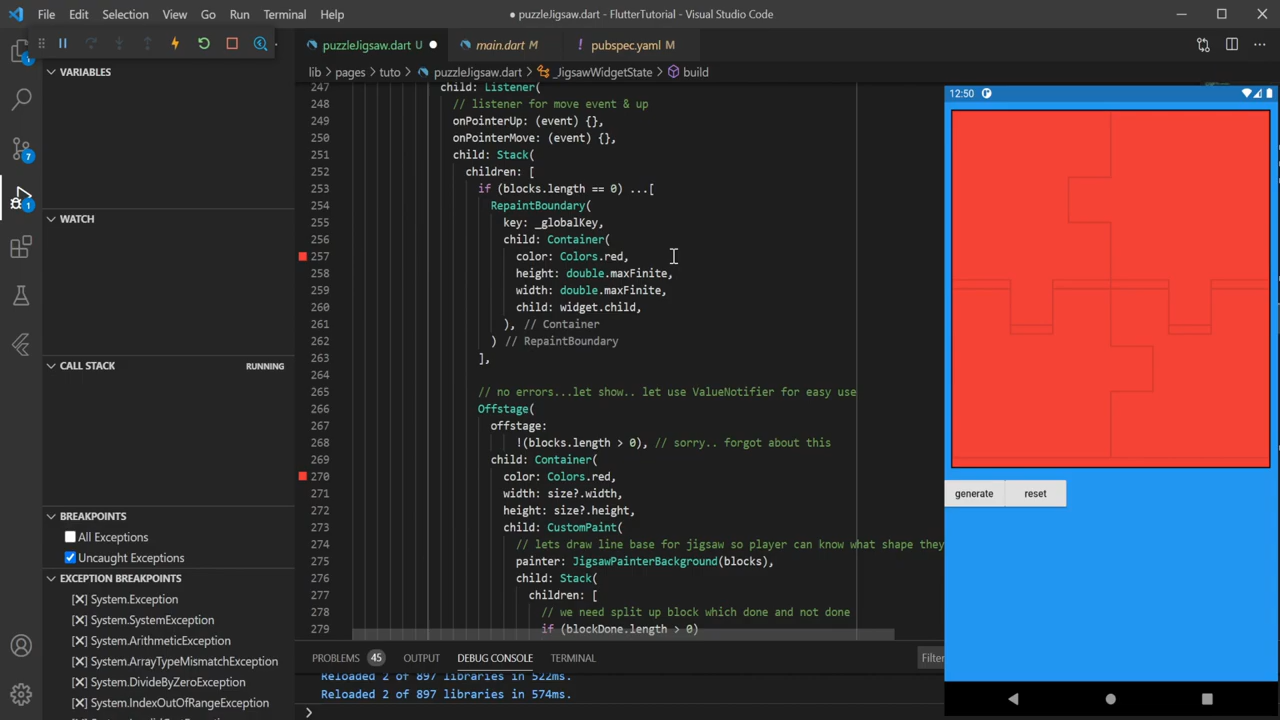 File Edit Selection View Go Run Terminal Help
● puzzleJigsaw.dart - FlutterTutorial - Visual Studio Code
puzzleJigsaw.dart U ●
main.dart M
pubspec.yaml M
lib > pages > tuto > puzzleJigsaw.dart > _JigsawWidgetState > build
VARIABLES
WATCH
CALL STACK RUNNING
BREAKPOINTS
All Exceptions
Uncaught Exceptions
EXCEPTION BREAKPOINTS
[X] System.Exception
[X] System.SystemException
[X] System.ArithmeticException
[X] System.ArrayTypeMismatchException
[X] System.DivideByZeroException
[X] System.IndexOutOfRangeException
1
7
1
247 child: Listener(
248 // listener for move event & up
249 onPointerUp: (event) {},
250 onPointerMove: (event) {},
251 child: Stack(
252 children: [
253 if (blocks.length == 0) ...[
254 RepaintBoundary(
255 key: _globalKey,
256 child: Container(
257 color: Colors.red,
258 height: double.maxFinite,
259 width: double.maxFinite,
260 child: widget.child,
261 ), // Container
262 ) // RepaintBoundary
263 ],
264
265 // no errors...let show.. let use ValueNotifier for easy use
266 Offstage(
267 offstage:
268 !(blocks.length > 0), // sorry.. forgot about this
269 child: Container(
270 color: Colors.red,
271 width: size?.width,
272 height: size?.height,
273 child: CustomPaint(
274 // lets draw line base for jigsaw so player can know what shape they
275 painter: JigsawPainterBackground(blocks),
276 child: Stack(
277 children: [
278 // we need split up block which done and not done
279 if (blockDone.length > 0)
PROBLEMS 45 OUTPUT DEBUG CONSOLE TERMINAL Filter
Reloaded 2 of 897 libraries in 522ms.
Reloaded 2 of 897 libraries in 574ms.
>
12:50
generate reset